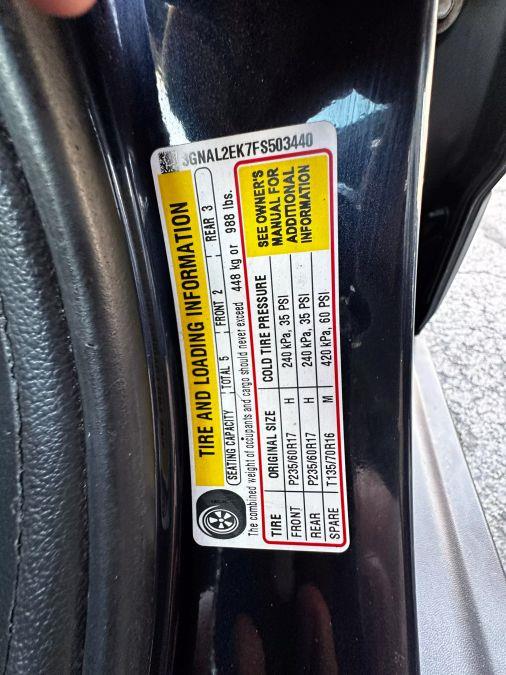 3GNAL2EK7FS503440
TIRE AND LOADING INFORMATION
SEATING CAPACITY TOTAL 5 FRONT 2 REAR 3
The combined weight of occupants and cargo should never exceed 448 kg or 988 lbs.
TIRE ORIGINAL SIZE COLD TIRE PRESSURE
FRONT P235/60R17 H 240 kPa, 35 PSI
REAR P235/60R17 H 240 kPa, 35 PSI
SPARE T135/70R16 M 420 kPa, 60 PSI
SEE OWNER'S
MANUAL FOR
ADDITIONAL
INFORMATION